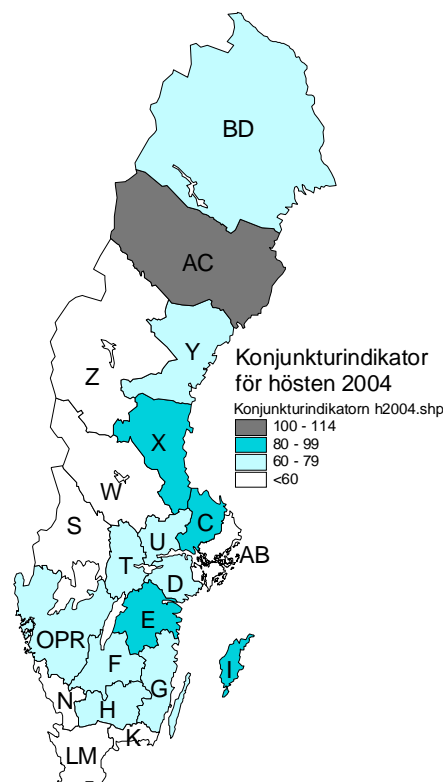 BD
AC
Y
Z
Konjunkturindikator
för hösten 2004
Konjunkturindikatorn h2004.shp
100 - 114
80 - 99
60 - 79
<60
X
W
S
C
U
AB
T
D
E
OPR
F
I
G
N
H
K
LM